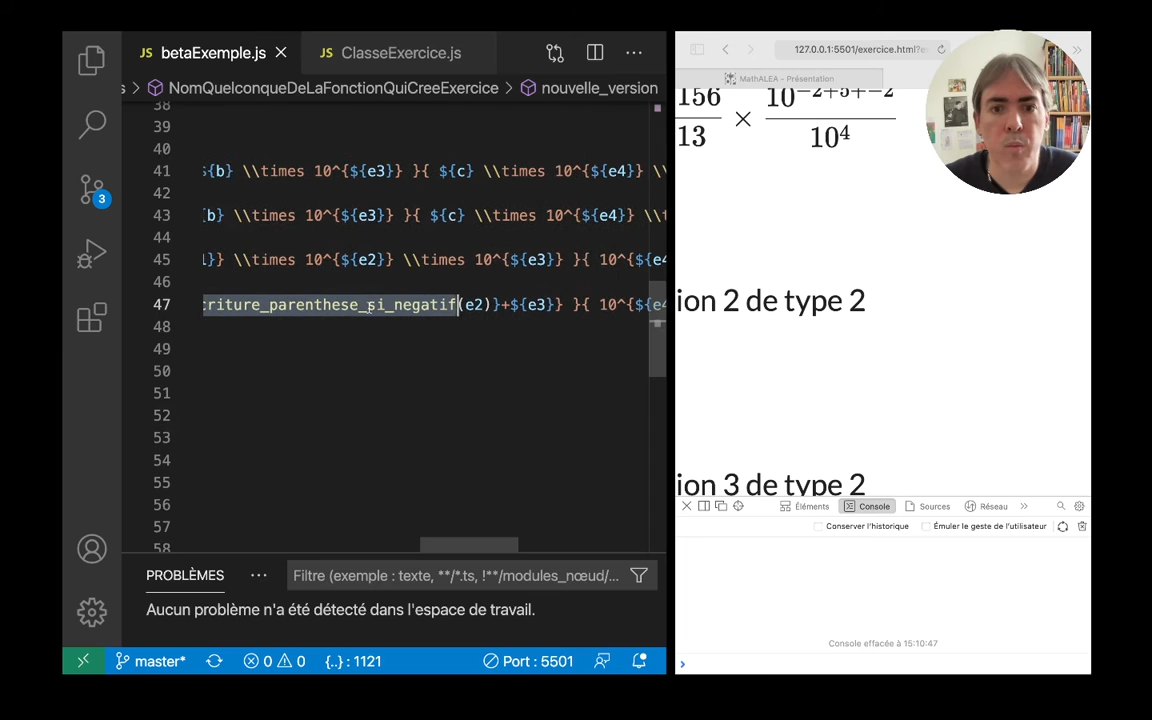 JS betaExemple.js
JS ClasseExercice.js
s > NomQuelconqueDeLaFonctionQuiCreeExercice > nouvelle_version
38
39
40
41 ${b} \\times 10^{${e3}} }{ ${c} \\times 10^{${e4}} \\
42
43 {b} \\times 10^{${e3}} }{ ${c} \\times 10^{${e4}} \\t
44
45 1}} \\times 10^{${e2}} \\times 10^{${e3}} }{ 10^{${e4
46
47 criture_parenthese_si_negatif(e2)}+${e3}} }{ 10^{${e4
48
49
50
51
52
53
54
55
56
57
58
3
PROBLÈMES ···
Filtre (exemple : texte, **/*.ts, !**/modules_nœud/...
Aucun problème n'a été détecté dans l'espace de travail.
master* 0 0 {..} : 1121 Port : 5501
127.0.0.1:5501/exercice.html?e
MathALEA - Présentation
156 10^{-2+5+-2}
×
13 10^4
ion 2 de type 2
ion 3 de type 2
Éléments Console Sources Réseau
Conserver l'historique Émuler le geste de l'utilisateur
Console effacée à 15:10:47